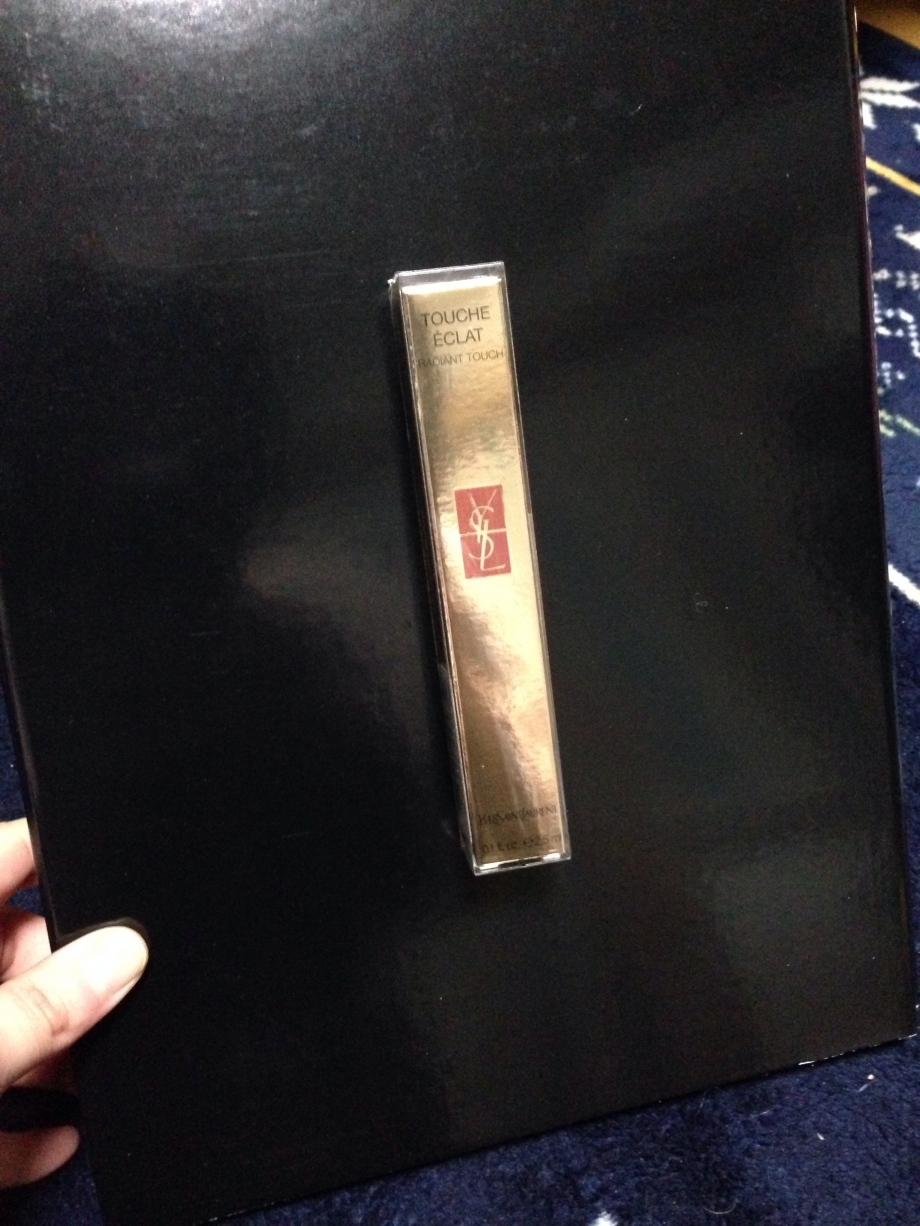 TOUCHE
ÉCLAT
RADIANT TOUCH
YSL
YVESSAINTLAURENT